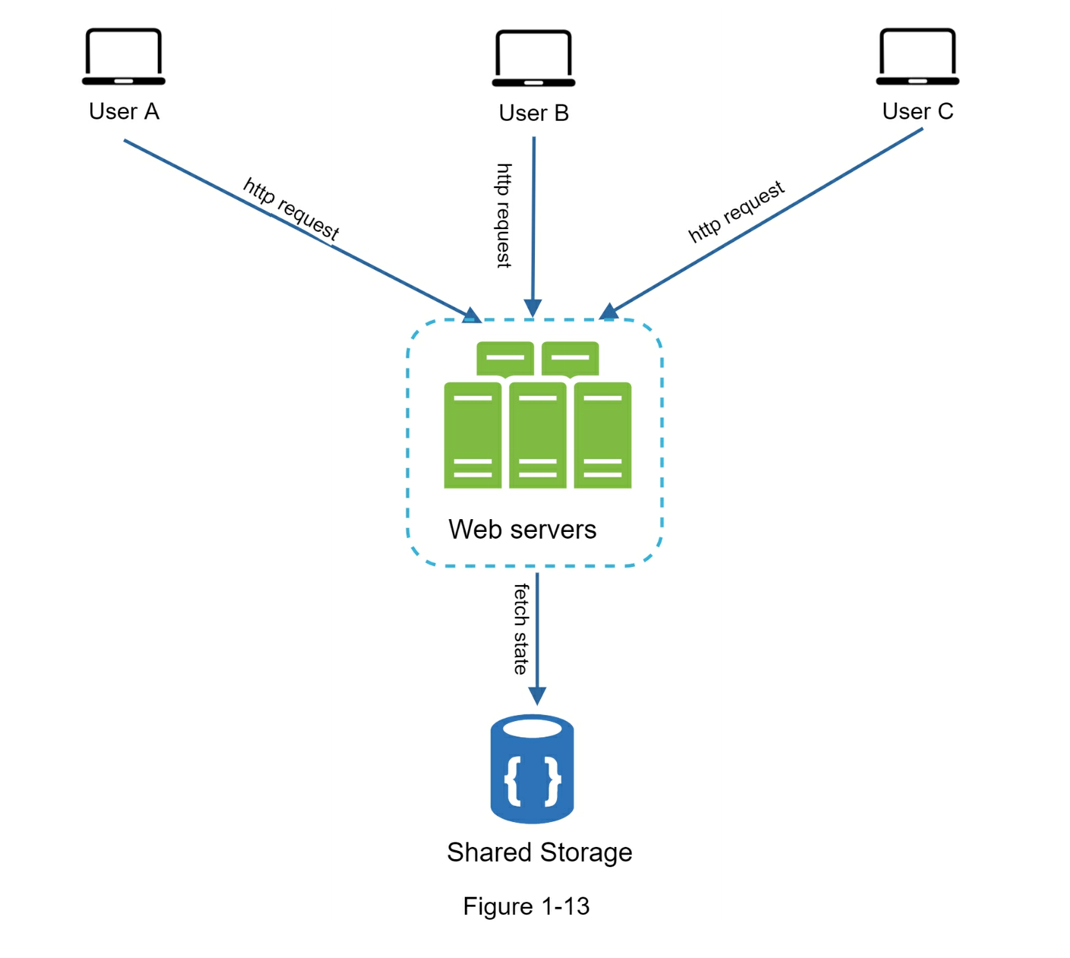 User A
User B
User C
http request
http request
http request
Web servers
fetch state
{ }
Shared Storage
Figure 1-13